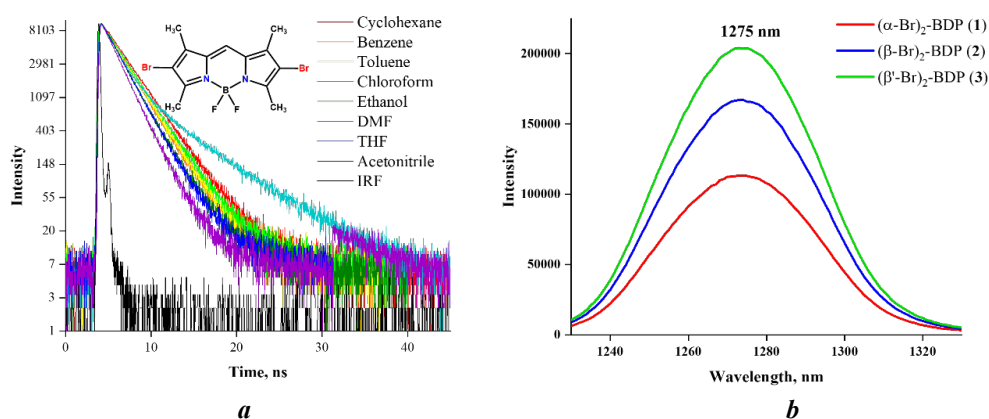 8103
2981
1097
403
148
55
20
7
3
1
Intensity
0
10
20
30
40
Time, ns
Cyclohexane
Benzene
Toluene
Chloroform
Ethanol
DMF
THF
Acetonitrile
IRF
CH₃
CH₃
Br
Br
N
N
B
F
F
CH₃
CH₃
a
1275 nm
(α-Br)₂-BDP (1)
(β-Br)₂-BDP (2)
(β'-Br)₂-BDP (3)
200000
150000
100000
50000
0
Intensity
1240
1260
1280
1300
1320
Wavelength, nm
b